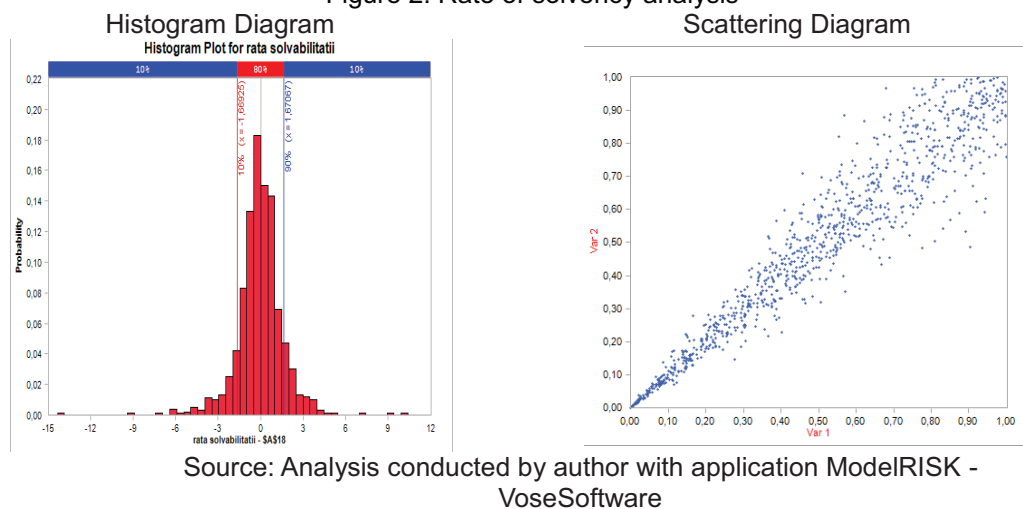 Figure 2. Rate of solvency analysis
Histogram Diagram
Histogram Plot for rata solvabilitatii
10% 80% 10%
10% (x = -1,66925)
90% (x = 1,67067)
0,22
0,20
0,18
0,16
0,14
0,12
0,10
0,08
0,06
0,04
0,02
0,00
Probability
-15 -12 -9 -6 -3 0 3 6 9 12
rata solvabilitatii - $A$18
Scattering Diagram
1,00
0,90
0,80
0,70
0,60
0,50
0,40
0,30
0,20
0,10
0,00
Var 2
0,00 0,10 0,20 0,30 0,40 0,50 0,60 0,70 0,80 0,90 1,00
Var 1
Source: Analysis conducted by author with application ModelRISK -
VoseSoftware